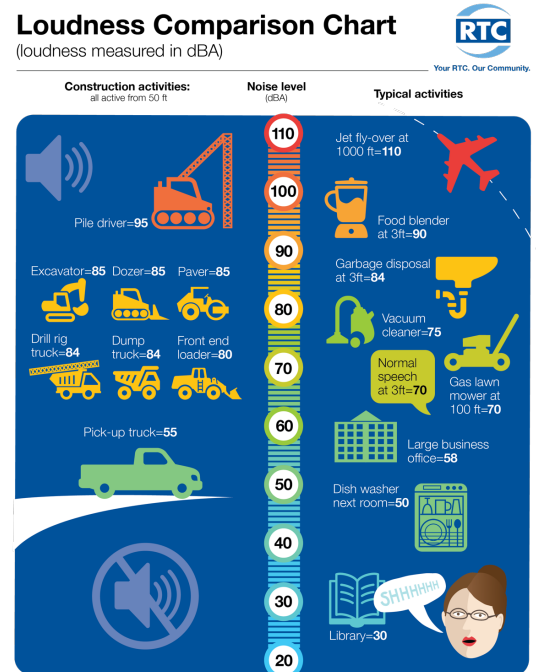 Loudness Comparison Chart
(loudness measured in dBA)
RTC
Your RTC. Our Community.
Construction activities:
all active from 50 ft
Noise level
(dBA)
Typical activities
110
Jet fly-over at
1000 ft=110
100
Pile driver=95
Food blender
at 3ft=90
90
Excavator=85
Dozer=85
Paver=85
Garbage disposal
at 3ft=84
80
Vacuum
cleaner=75
Drill rig
truck=84
Dump
truck=84
Front end
loader=80
70
Normal
speech
at 3ft=70
Gas lawn
mower at
100 ft=70
60
Pick-up truck=55
Large business
office=58
50
Dish washer
next room=50
40
30
SHHHHHH
Library=30
20